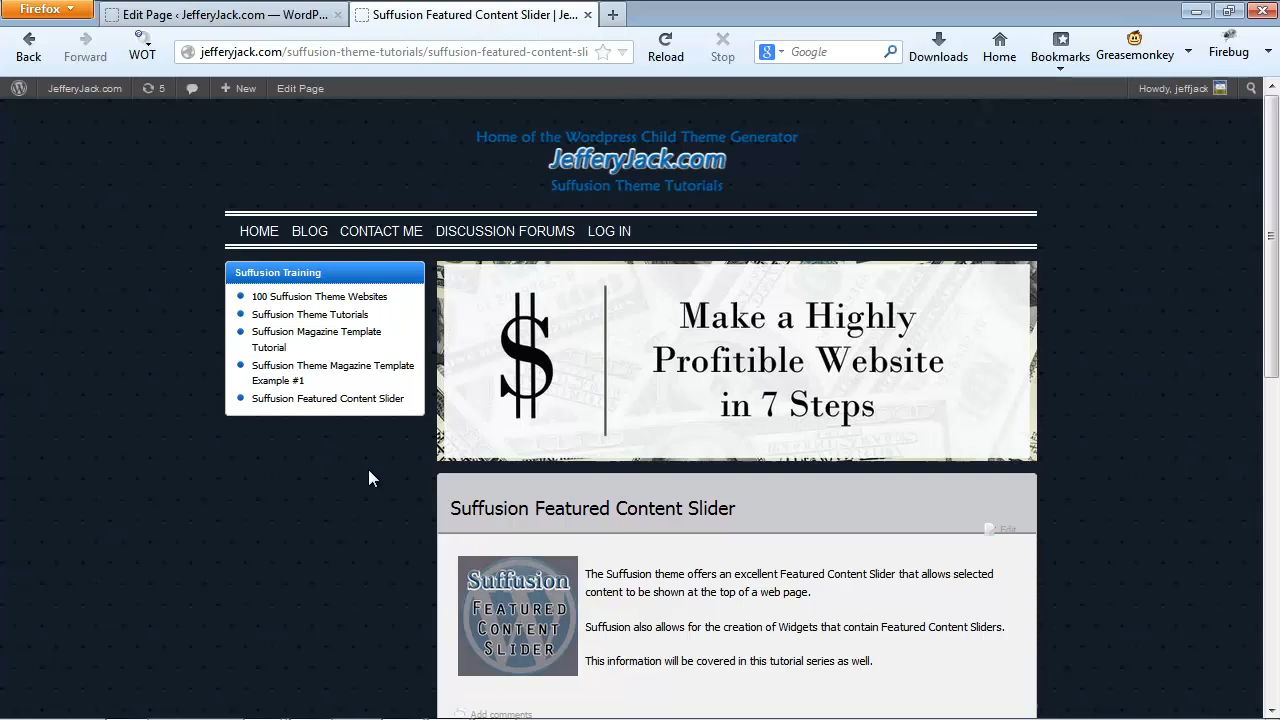 Firefox
Edit Page ‹ JefferyJack.com — WordP...
Suffusion Featured Content Slider | Je...
Back
Forward
WOT
jefferyjack.com/suffusion-theme-tutorials/suffusion-featured-content-sli
Reload
Stop
Google
Downloads
Home
Bookmarks
Greasemonkey
Firebug
JefferyJack.com
5
New
Edit Page
Howdy, jeffjack
Home of the Wordpress Child Theme Generator
JefferyJack.com
Suffusion Theme Tutorials
HOME BLOG CONTACT ME DISCUSSION FORUMS LOG IN
Suffusion Training
100 Suffusion Theme Websites
Suffusion Theme Tutorials
Suffusion Magazine Template
Tutorial
Suffusion Theme Magazine Template
Example #1
Suffusion Featured Content Slider
$
Make a Highly
Profitible Website
in 7 Steps
Suffusion Featured Content Slider
Edit
Suffusion
FEATURED
CONTENT
SLIDER
The Suffusion theme offers an excellent Featured Content Slider that allows selected
content to be shown at the top of a web page.
Suffusion also allows for the creation of Widgets that contain Featured Content Sliders.
This information will be covered in this tutorial series as well.
Add comments